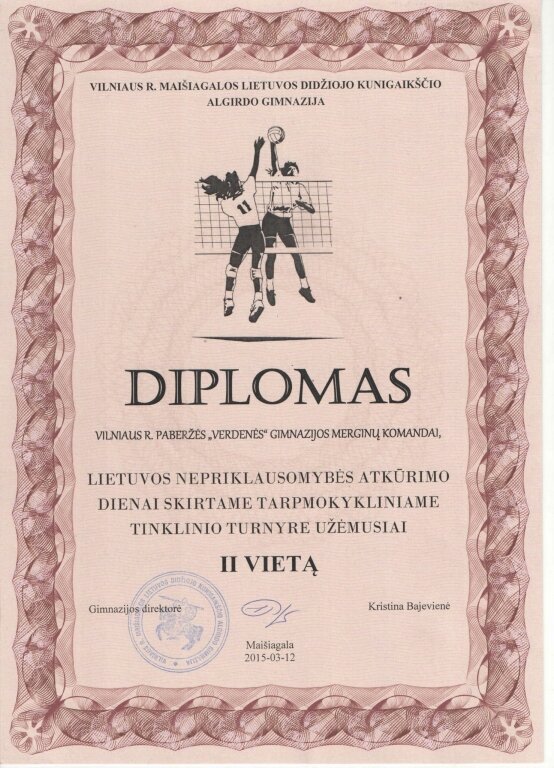 VILNIAUS R. MAIŠIAGALOS LIETUVOS DIDŽIOJO KUNIGAIKŠČIO
ALGIRDO GIMNAZIJA
11
DIPLOMAS
VILNIAUS R. PABERŽĖS „VERDENĖS“ GIMNAZIJOS MERGINŲ KOMANDAI,
LIETUVOS NEPRIKLAUSOMYBĖS ATKŪRIMO
DIENAI SKIRTAME TARPMOKYKLINIAME
TINKLINIO TURNYRE UŽĖMUSIAI
II VIETĄ
Gimnazijos direktorė
Kristina Bajevienė
Maišiagala
2015-03-12